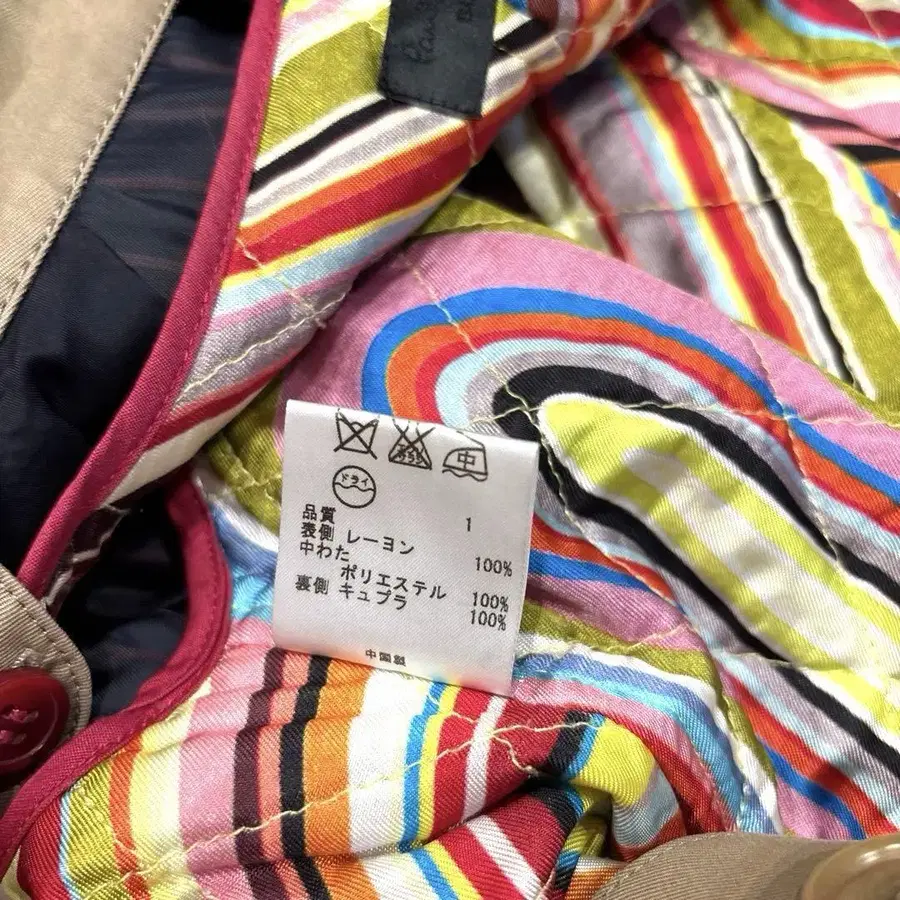 中
ドライ
品質 1
表側 レーヨン 100%
中わた
ポリエステル 100%
裏側 キュプラ 100%
中国製